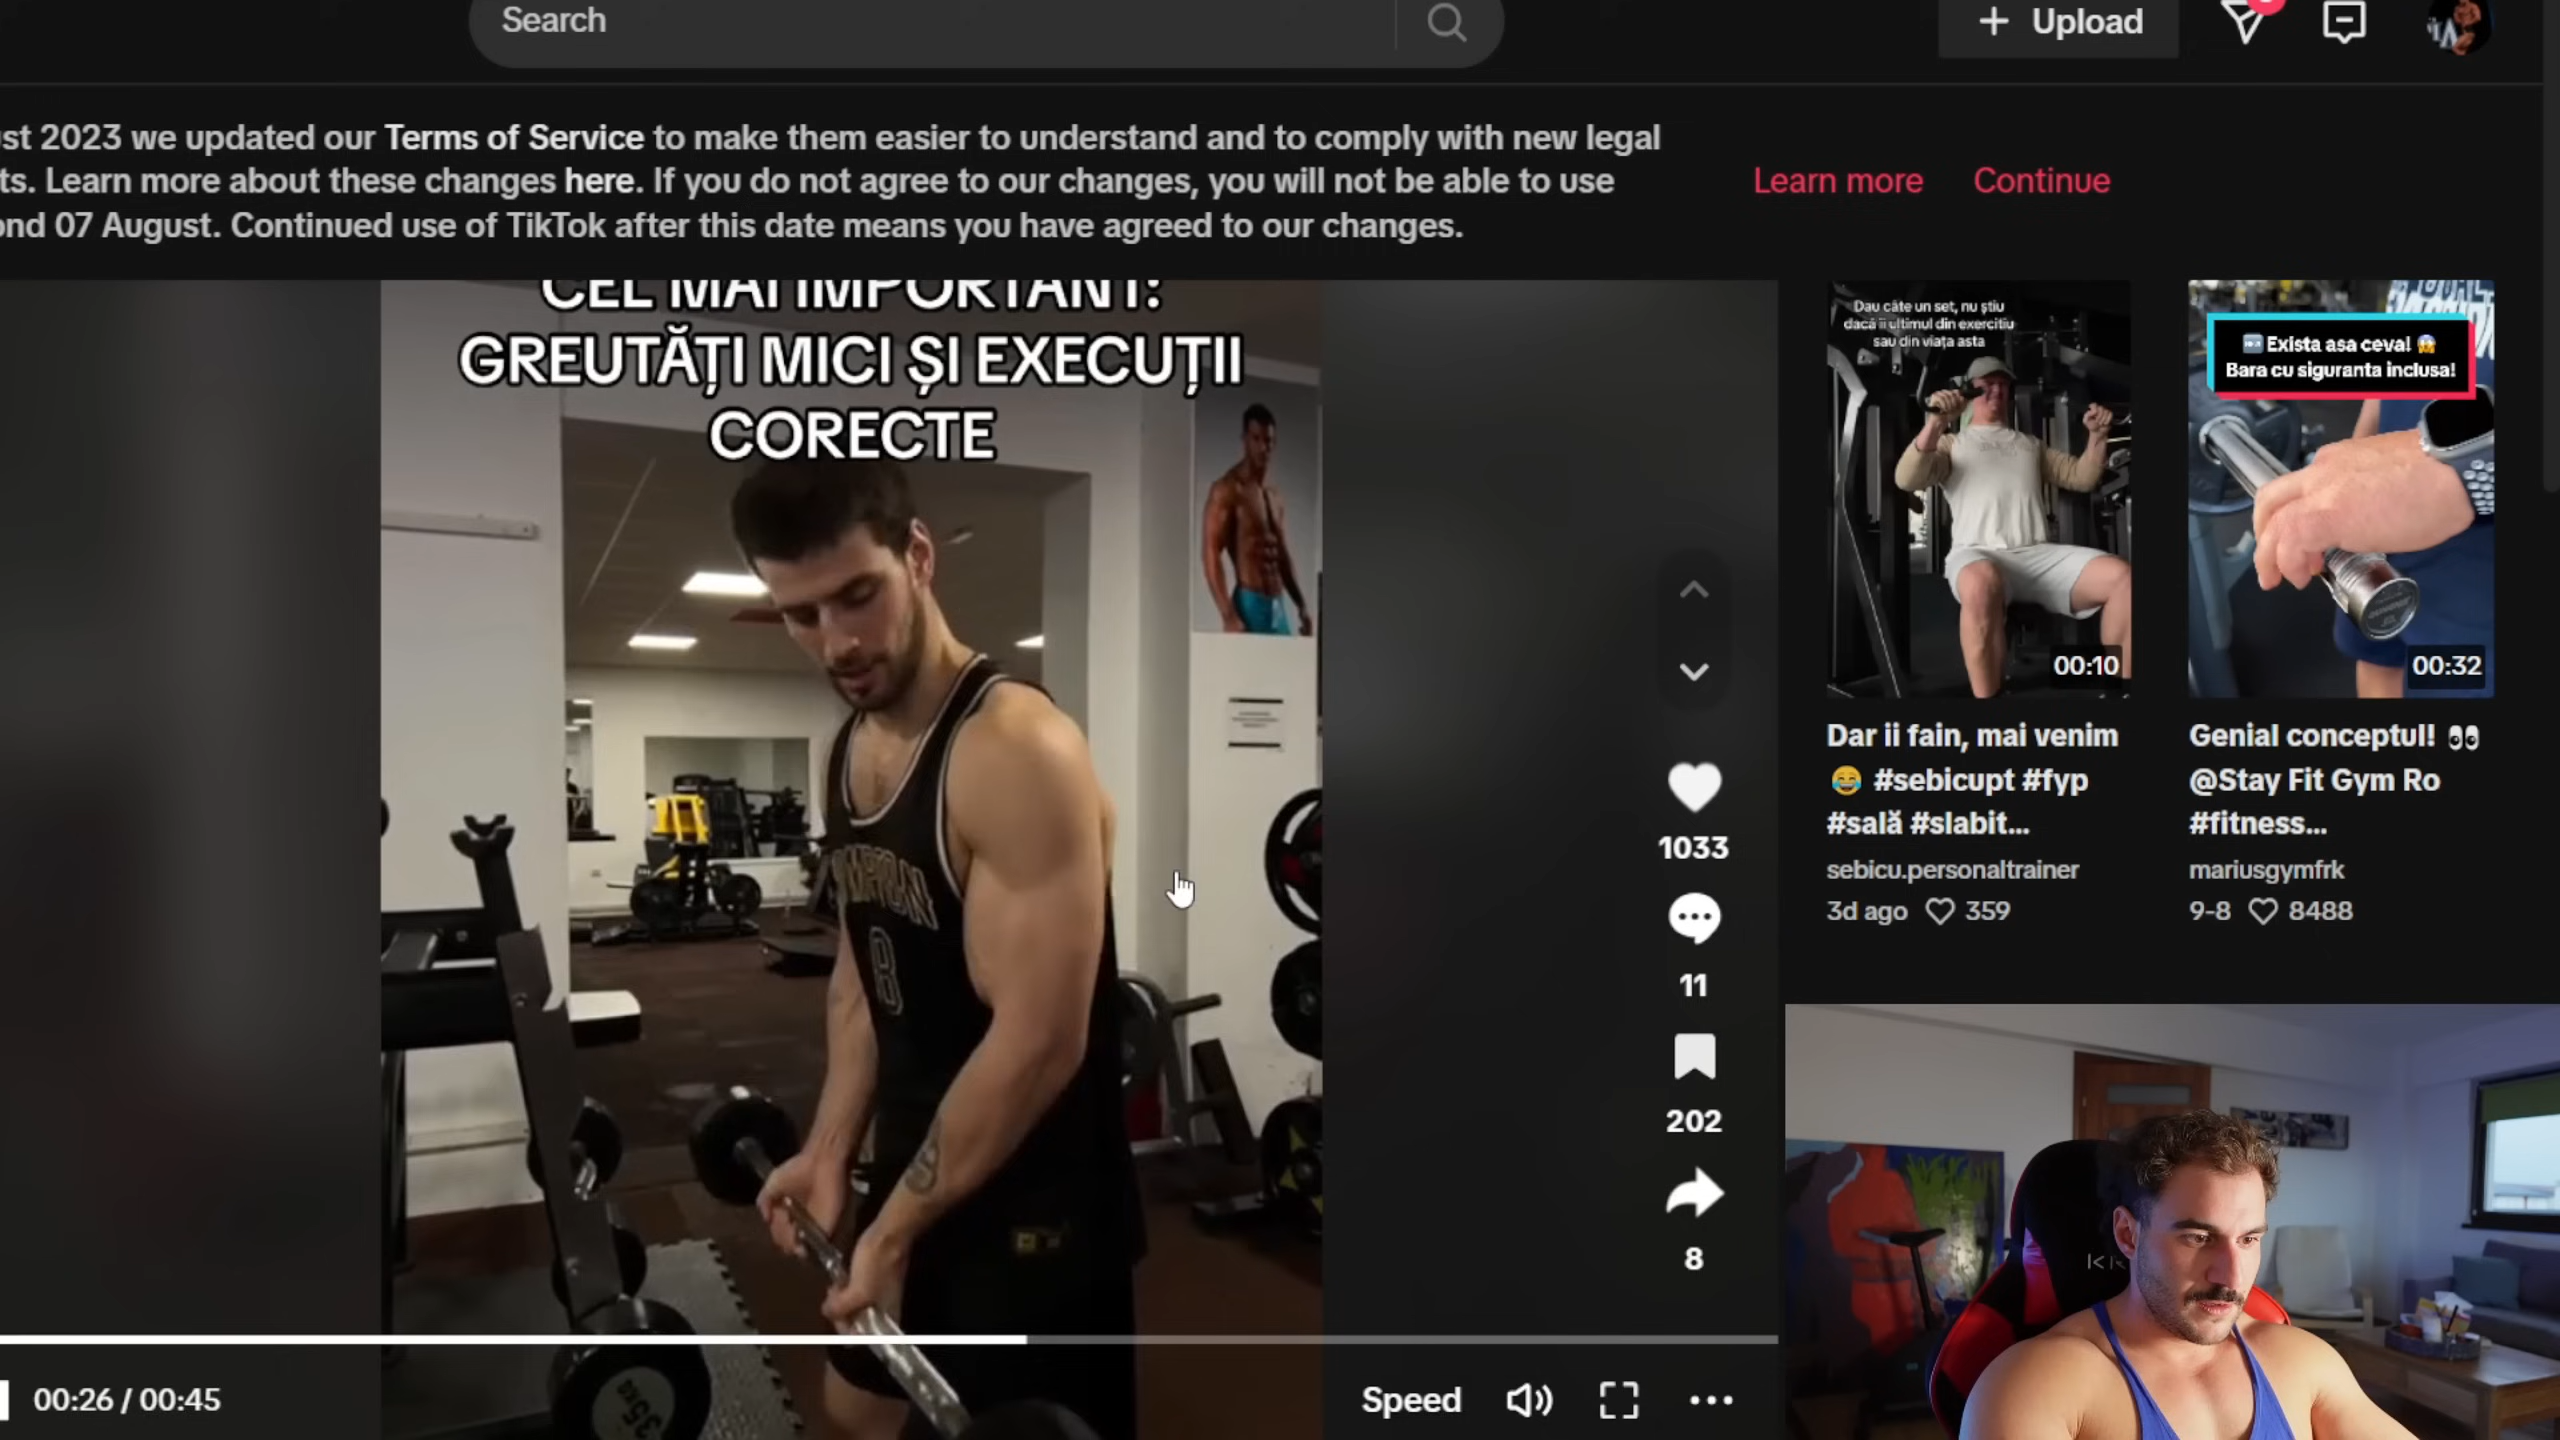 Search
Upload
st 2023 we updated our Terms of Service to make them easier to understand and to comply with new legal
ts. Learn more about these changes here. If you do not agree to our changes, you will not be able to use
ond 07 August. Continued use of TikTok after this date means you have agreed to our changes.
Learn more
Continue
CEL MAI IMPORTANT:
GREUTĂȚI MICI ȘI EXECUȚII
CORECTE
1033
11
202
8
35KG
00:26 / 00:45
Speed
Dau câte un set, nu știu
dacă îi ultimul din exercițiu
sau din viața asta
00:10
Dar ii fain, mai venim
😂 #sebicupt #fyp
#sală #slabit...
sebicu.personaltrainer
3d ago 359
Exista asa ceva! 😱
Bara cu siguranta inclusa!
00:32
Genial conceptul! 👀
@Stay Fit Gym Ro
#fitness...
mariusgymfrk
9-8 8488